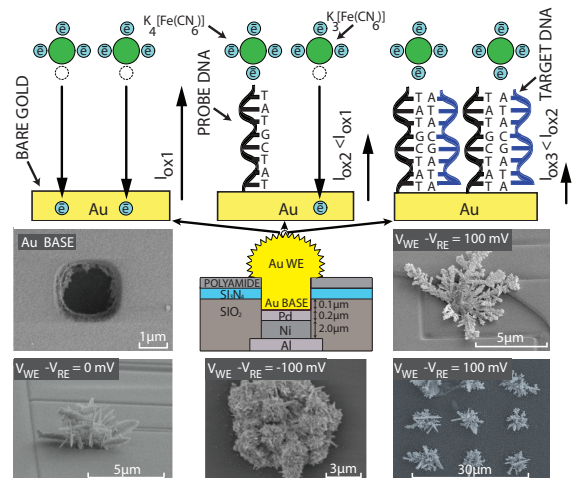 K4[Fe(CN)6]
K3[Fe(CN)6]
ē ē ē ē ē ē
ē ē ē ē ē ē ē
ē ē ē ē ē ē ē ē
BARE GOLD
Iox1
PROBE DNA
T
A
T
G
C
T
A
T
Iox2 < Iox1
TARGET DNA
T A
A T
T A
G C
C G
T A
A T
T A
T A
A T
T A
G C
C G
T A
A T
T A
Iox3 < Iox2
ē ē
Au
ē
Au
Au
Au BASE
1μm
Au WE
POLYAMIDE
SI3N4
SIO2
Au BASE
Pd
Ni
Al
0.1μm
0.2μm
2.0μm
VWE -VRE = 100 mV
5μm
VWE -VRE = 0 mV
5μm
VWE -VRE = -100 mV
3μm
VWE -VRE = 100 mV
30μm